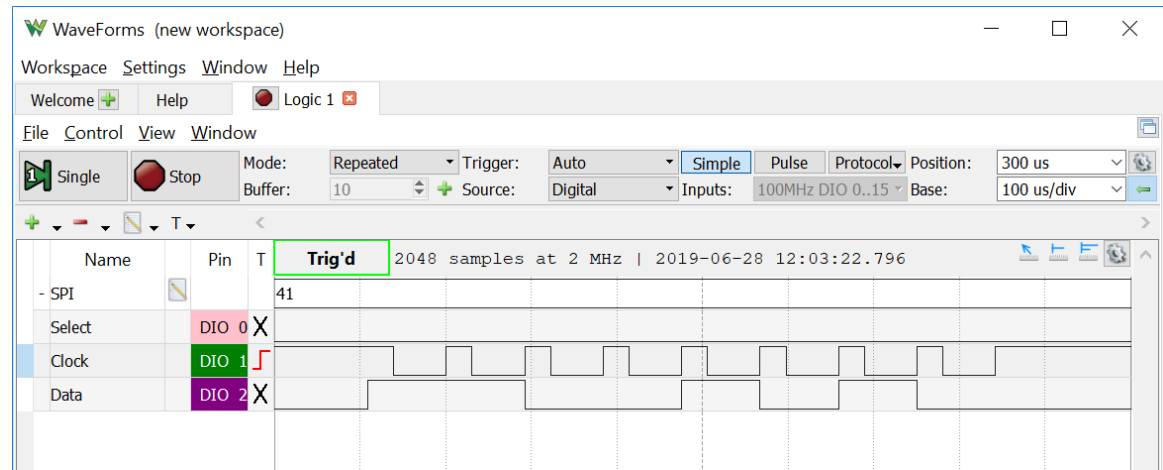 WaveForms (new workspace)
Workspace Settings Window Help
Welcome Help Logic 1
File Control View Window
Single Stop Mode: Repeated Trigger: Auto Simple Pulse Protocol Position: 300 us
Buffer: 10 Source: Digital Inputs: 100MHz DIO 0..15 Base: 100 us/div
T
Name Pin T Trig'd 2048 samples at 2 MHz | 2019-06-28 12:03:22.796
- SPI 41
Select DIO 0 X
Clock DIO 1
Data DIO 2 X